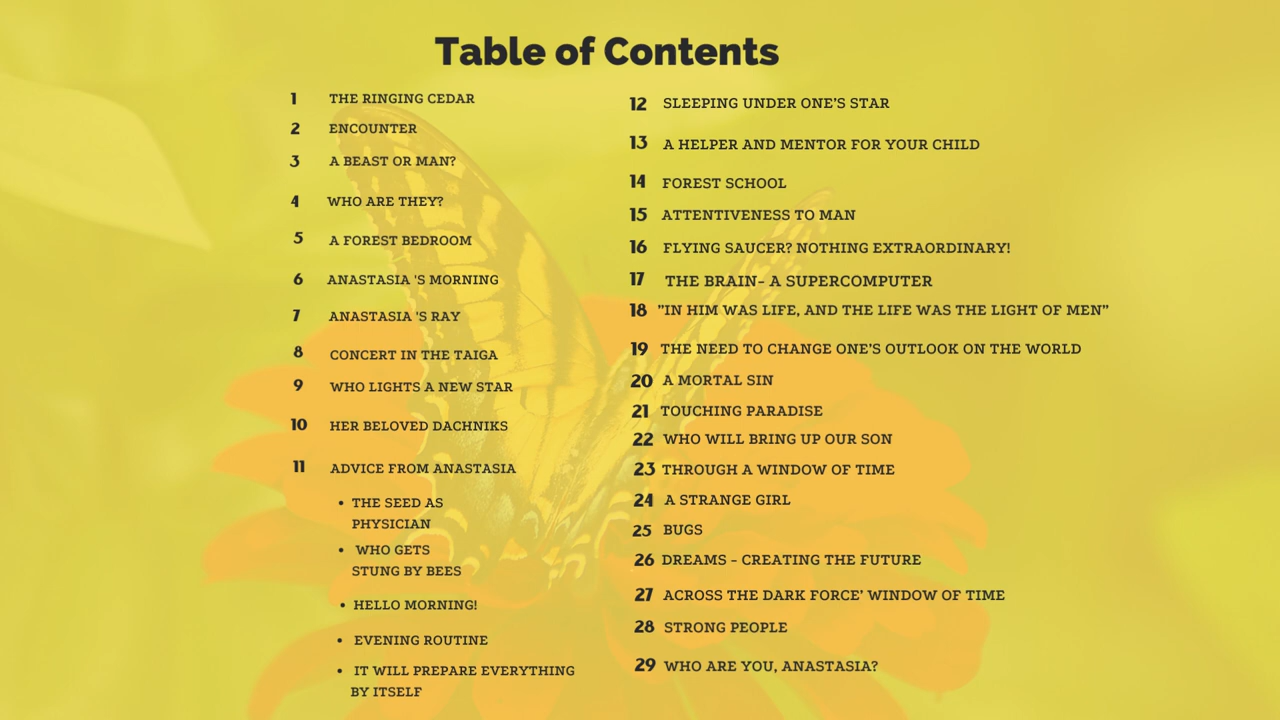 Table of Contents
1 THE RINGING CEDAR
2 ENCOUNTER
3 A BEAST OR MAN?
4 WHO ARE THEY?
5 A FOREST BEDROOM
6 ANASTASIA 'S MORNING
7 ANASTASIA 'S RAY
8 CONCERT IN THE TAIGA
9 WHO LIGHTS A NEW STAR
10 HER BELOVED DACHNIKS
11 ADVICE FROM ANASTASIA
• THE SEED AS
PHYSICIAN
• WHO GETS
STUNG BY BEES
• HELLO MORNING!
• EVENING ROUTINE
• IT WILL PREPARE EVERYTHING
BY ITSELF
12 SLEEPING UNDER ONE'S STAR
13 A HELPER AND MENTOR FOR YOUR CHILD
14 FOREST SCHOOL
15 ATTENTIVENESS TO MAN
16 FLYING SAUCER? NOTHING EXTRAORDINARY!
17 THE BRAIN- A SUPERCOMPUTER
18 "IN HIM WAS LIFE, AND THE LIFE WAS THE LIGHT OF MEN"
19 THE NEED TO CHANGE ONE'S OUTLOOK ON THE WORLD
20 A MORTAL SIN
21 TOUCHING PARADISE
22 WHO WILL BRING UP OUR SON
23 THROUGH A WINDOW OF TIME
24 A STRANGE GIRL
25 BUGS
26 DREAMS - CREATING THE FUTURE
27 ACROSS THE DARK FORCE' WINDOW OF TIME
28 STRONG PEOPLE
29 WHO ARE YOU, ANASTASIA?